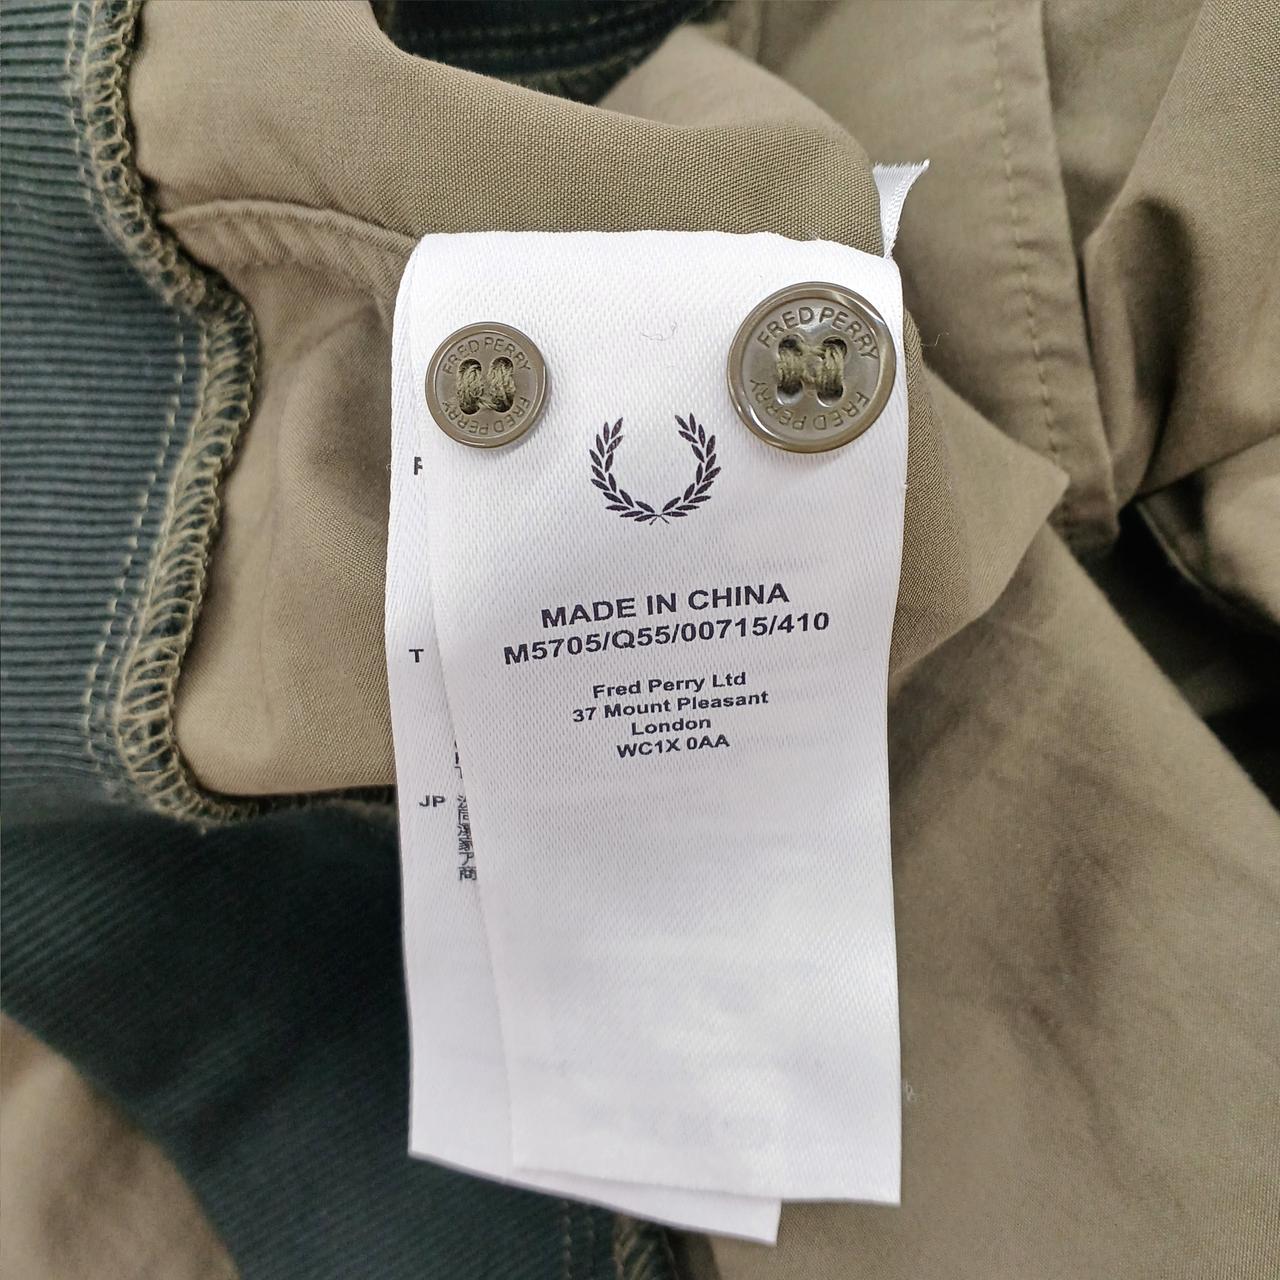 FRED PERRY
FRED PERRY
FRED PERRY
FRED PERRY
MADE IN CHINA
M5705/Q55/00715/410
Fred Perry Ltd
37 Mount Pleasant
London
WC1X 0AA
T
JP